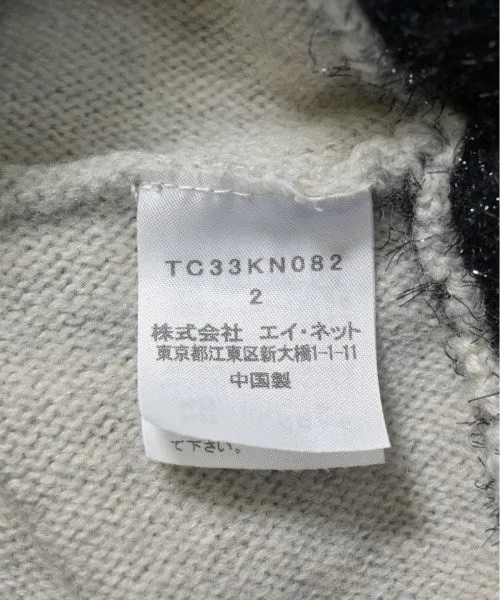 TC33KN082
2
株式会社 エイ・ネット
東京都江東区新大橋1-1-11
中国製
て下さい。